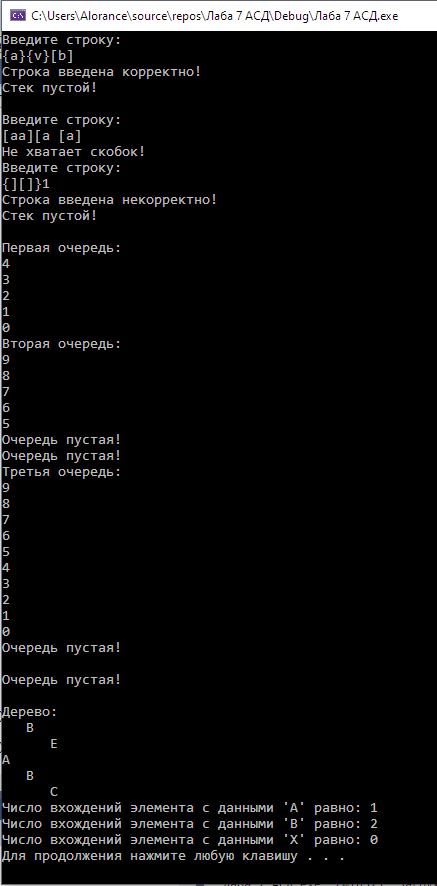 C:\Users\Alorance\source\repos\Лаба 7 АСД\Debug\Лаба 7 АСД.exe
Введите строку:
{a}{v}[b]
Строка введена корректно!
Стек пустой!
Введите строку:
[aa][a [a]
Не хватает скобок!
Введите строку:
{][]}1
Строка введена некорректно!
Стек пустой!
Первая очередь:
4
3
2
1
0
Вторая очередь:
9
8
7
6
5
Очередь пустая!
Очередь пустая!
Третья очередь:
9
8
7
6
5
4
3
2
1
0
Очередь пустая!
Очередь пустая!
Дерево:
B
E
A
B
C
Число вхождений элемента с данными 'A' равно: 1
Число вхождений элемента с данными 'B' равно: 2
Число вхождений элемента с данными 'X' равно: 0
Для продолжения нажмите любую клавишу . . .